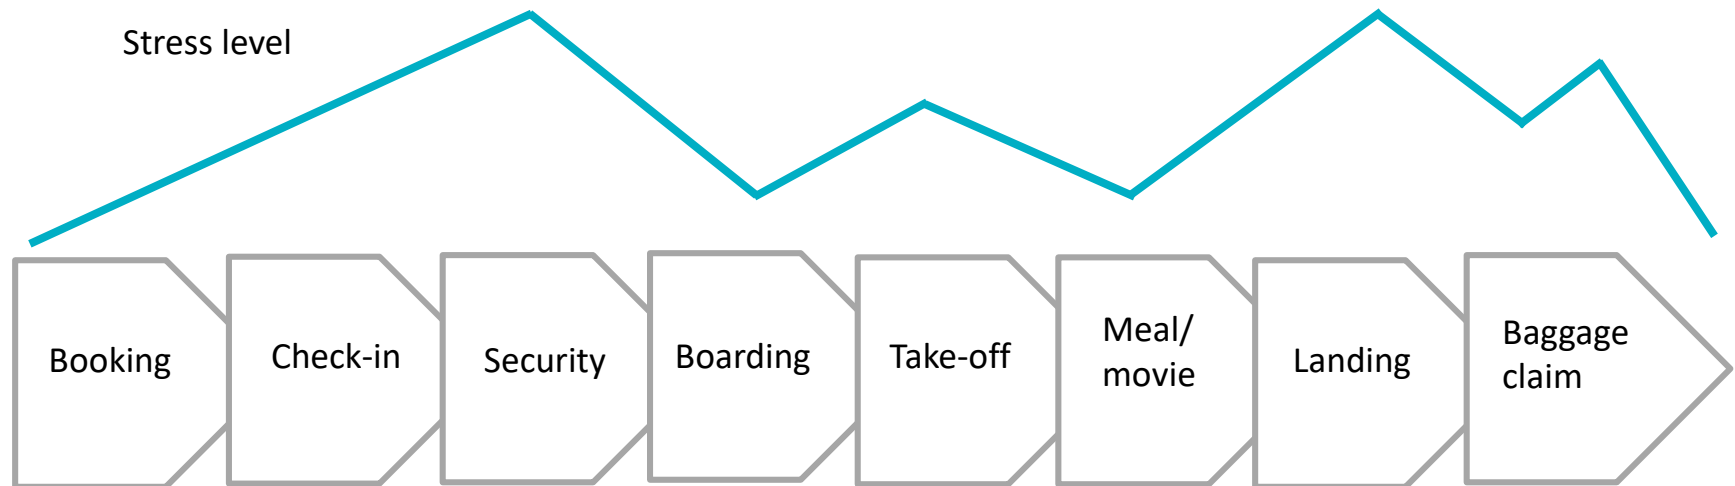 Stress level
Booking
Check-in
Security
Boarding
Take-off
Meal/
movie
Landing
Baggage
claim